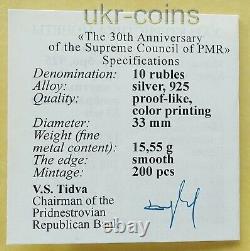 ukr-coins
«The 30th Anniversary
of the Supreme Council of PMR»
Specifications
Denomination: 10 rubles
Alloy: silver, 925
Quality: proof-like,
color printing
Diameter: 33 mm
Weight (fine
metal content): 15,55 g
The edge: smooth
Mintage: 200 pcs
V.S. Tidva
Chairman of the
Pridnestrovian
Republican Bank